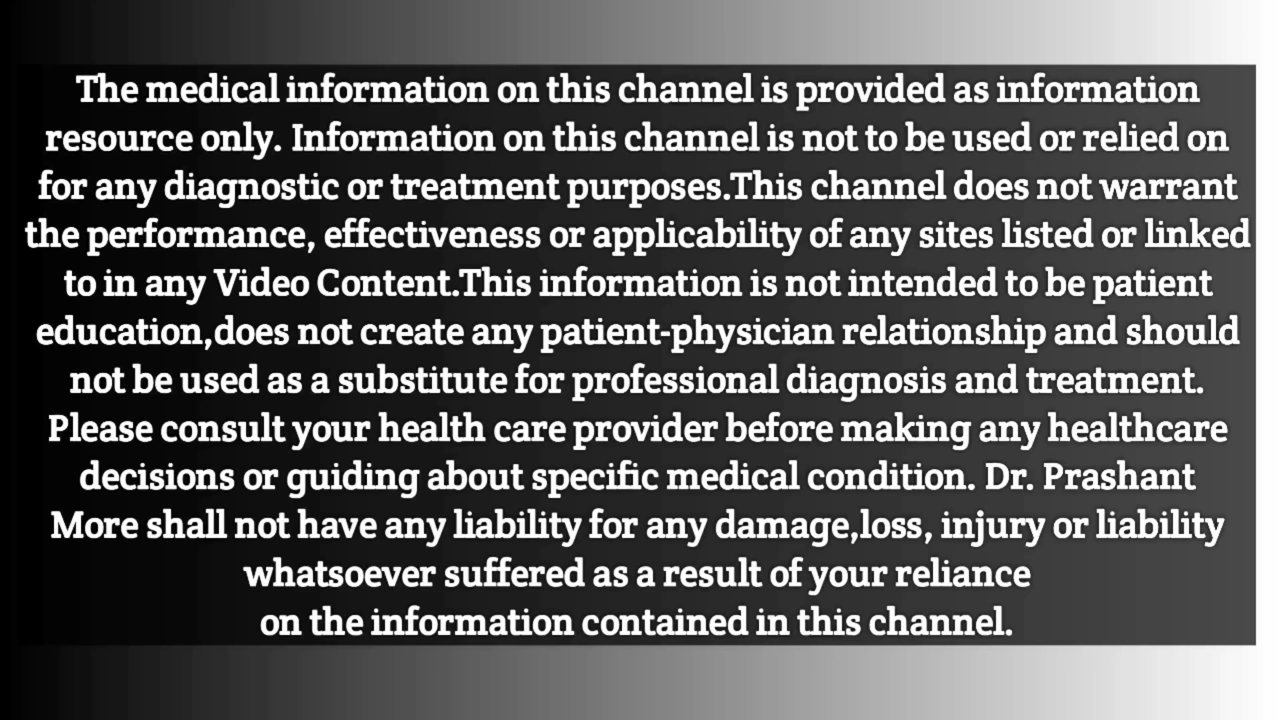 The medical information on this channel is provided as information
resource only. Information on this channel is not to be used or relied on
for any diagnostic or treatment purposes.This channel does not warrant
the performance, effectiveness or applicability of any sites listed or linked
to in any Video Content.This information is not intended to be patient
education,does not create any patient-physician relationship and should
not be used as a substitute for professional diagnosis and treatment.
Please consult your health care provider before making any healthcare
decisions or guiding about specific medical condition. Dr. Prashant
More shall not have any liability for any damage,loss, injury or liability
whatsoever suffered as a result of your reliance
on the information contained in this channel.